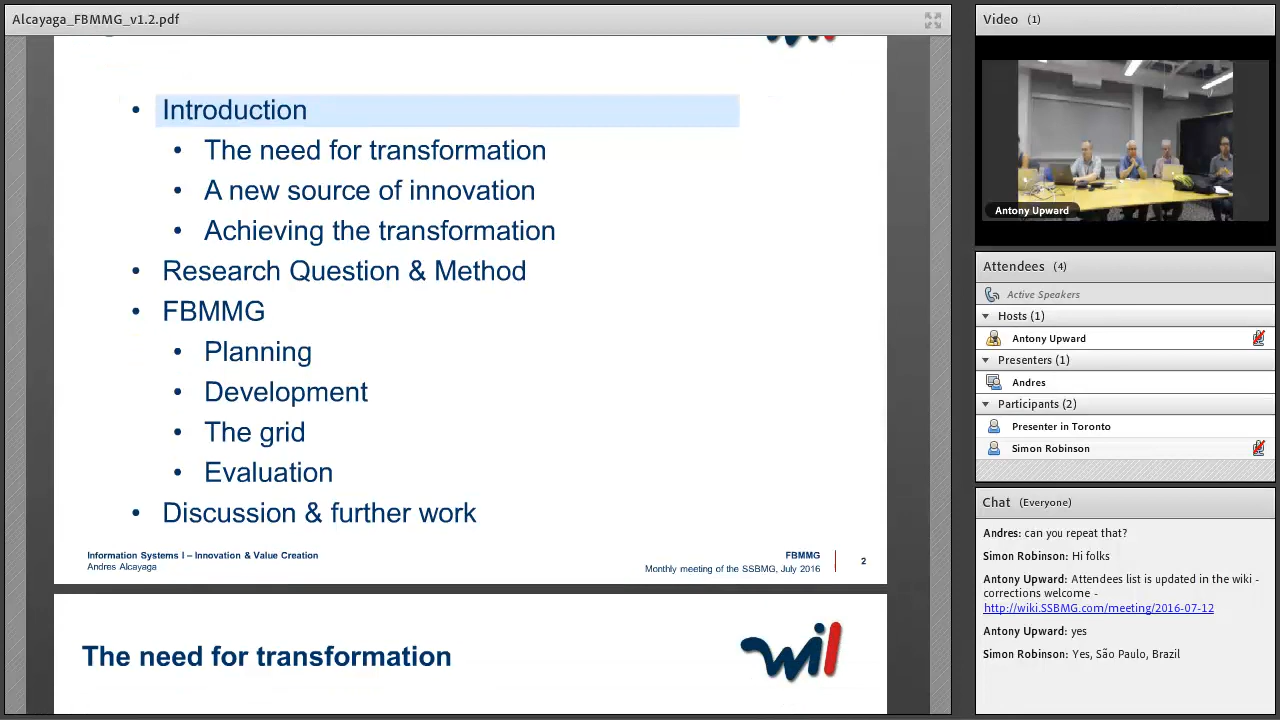 Alcayaga_FBMMG_v1.2.pdf
wil
• Introduction
• The need for transformation
• A new source of innovation
• Achieving the transformation
• Research Question & Method
• FBMMG
• Planning
• Development
• The grid
• Evaluation
• Discussion & further work
Information Systems I – Innovation & Value Creation
Andres Alcayaga
FBMMG
Monthly meeting of the SSBMG, July 2016
2
The need for transformation
wil
Video (1)
Antony Upward
Attendees (4)
Active Speakers
Hosts (1)
Antony Upward
Presenters (1)
Andres
Participants (2)
Presenter in Toronto
Simon Robinson
Chat (Everyone)
Andres: can you repeat that?
Simon Robinson: Hi folks
Antony Upward: Attendees list is updated in the wiki -
corrections welcome -
http://wiki.SSBMG.com/meeting/2016-07-12
Antony Upward: yes
Simon Robinson: Yes, São Paulo, Brazil